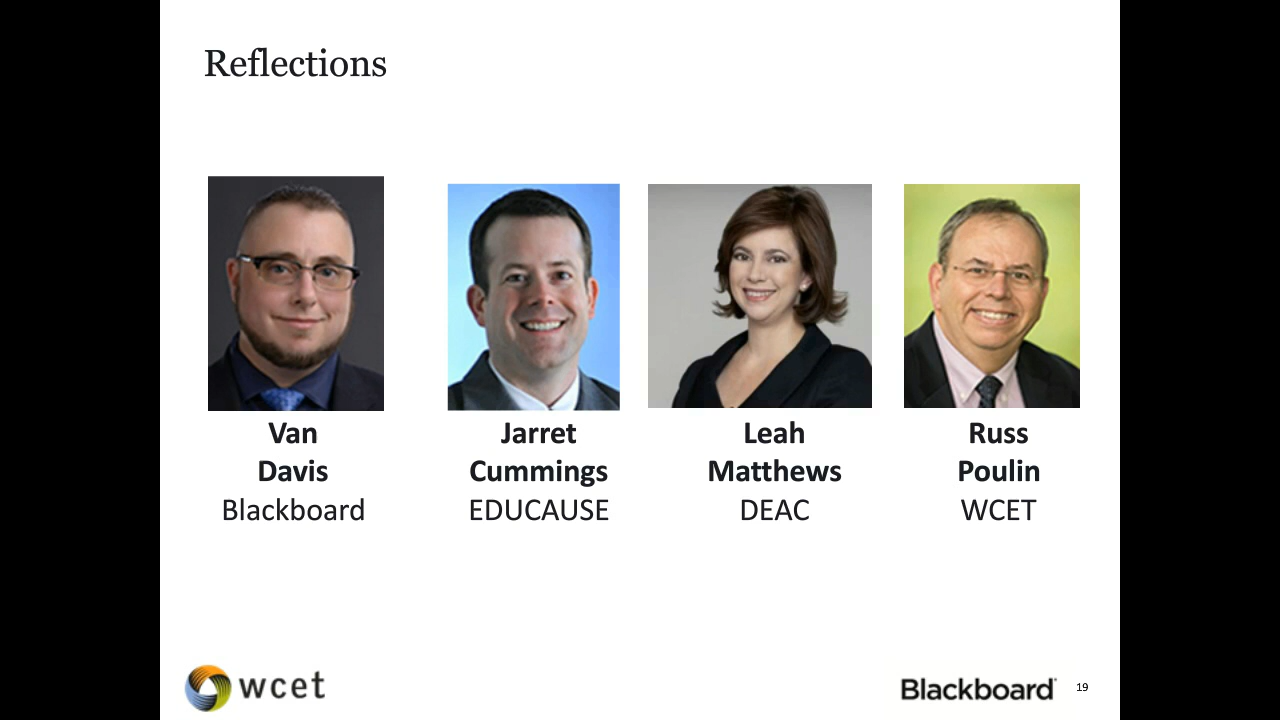 Reflections
Van
Davis
Blackboard
Jarret
Cummings
EDUCAUSE
Leah
Matthews
DEAC
Russ
Poulin
WCET
wcet
Blackboard
19